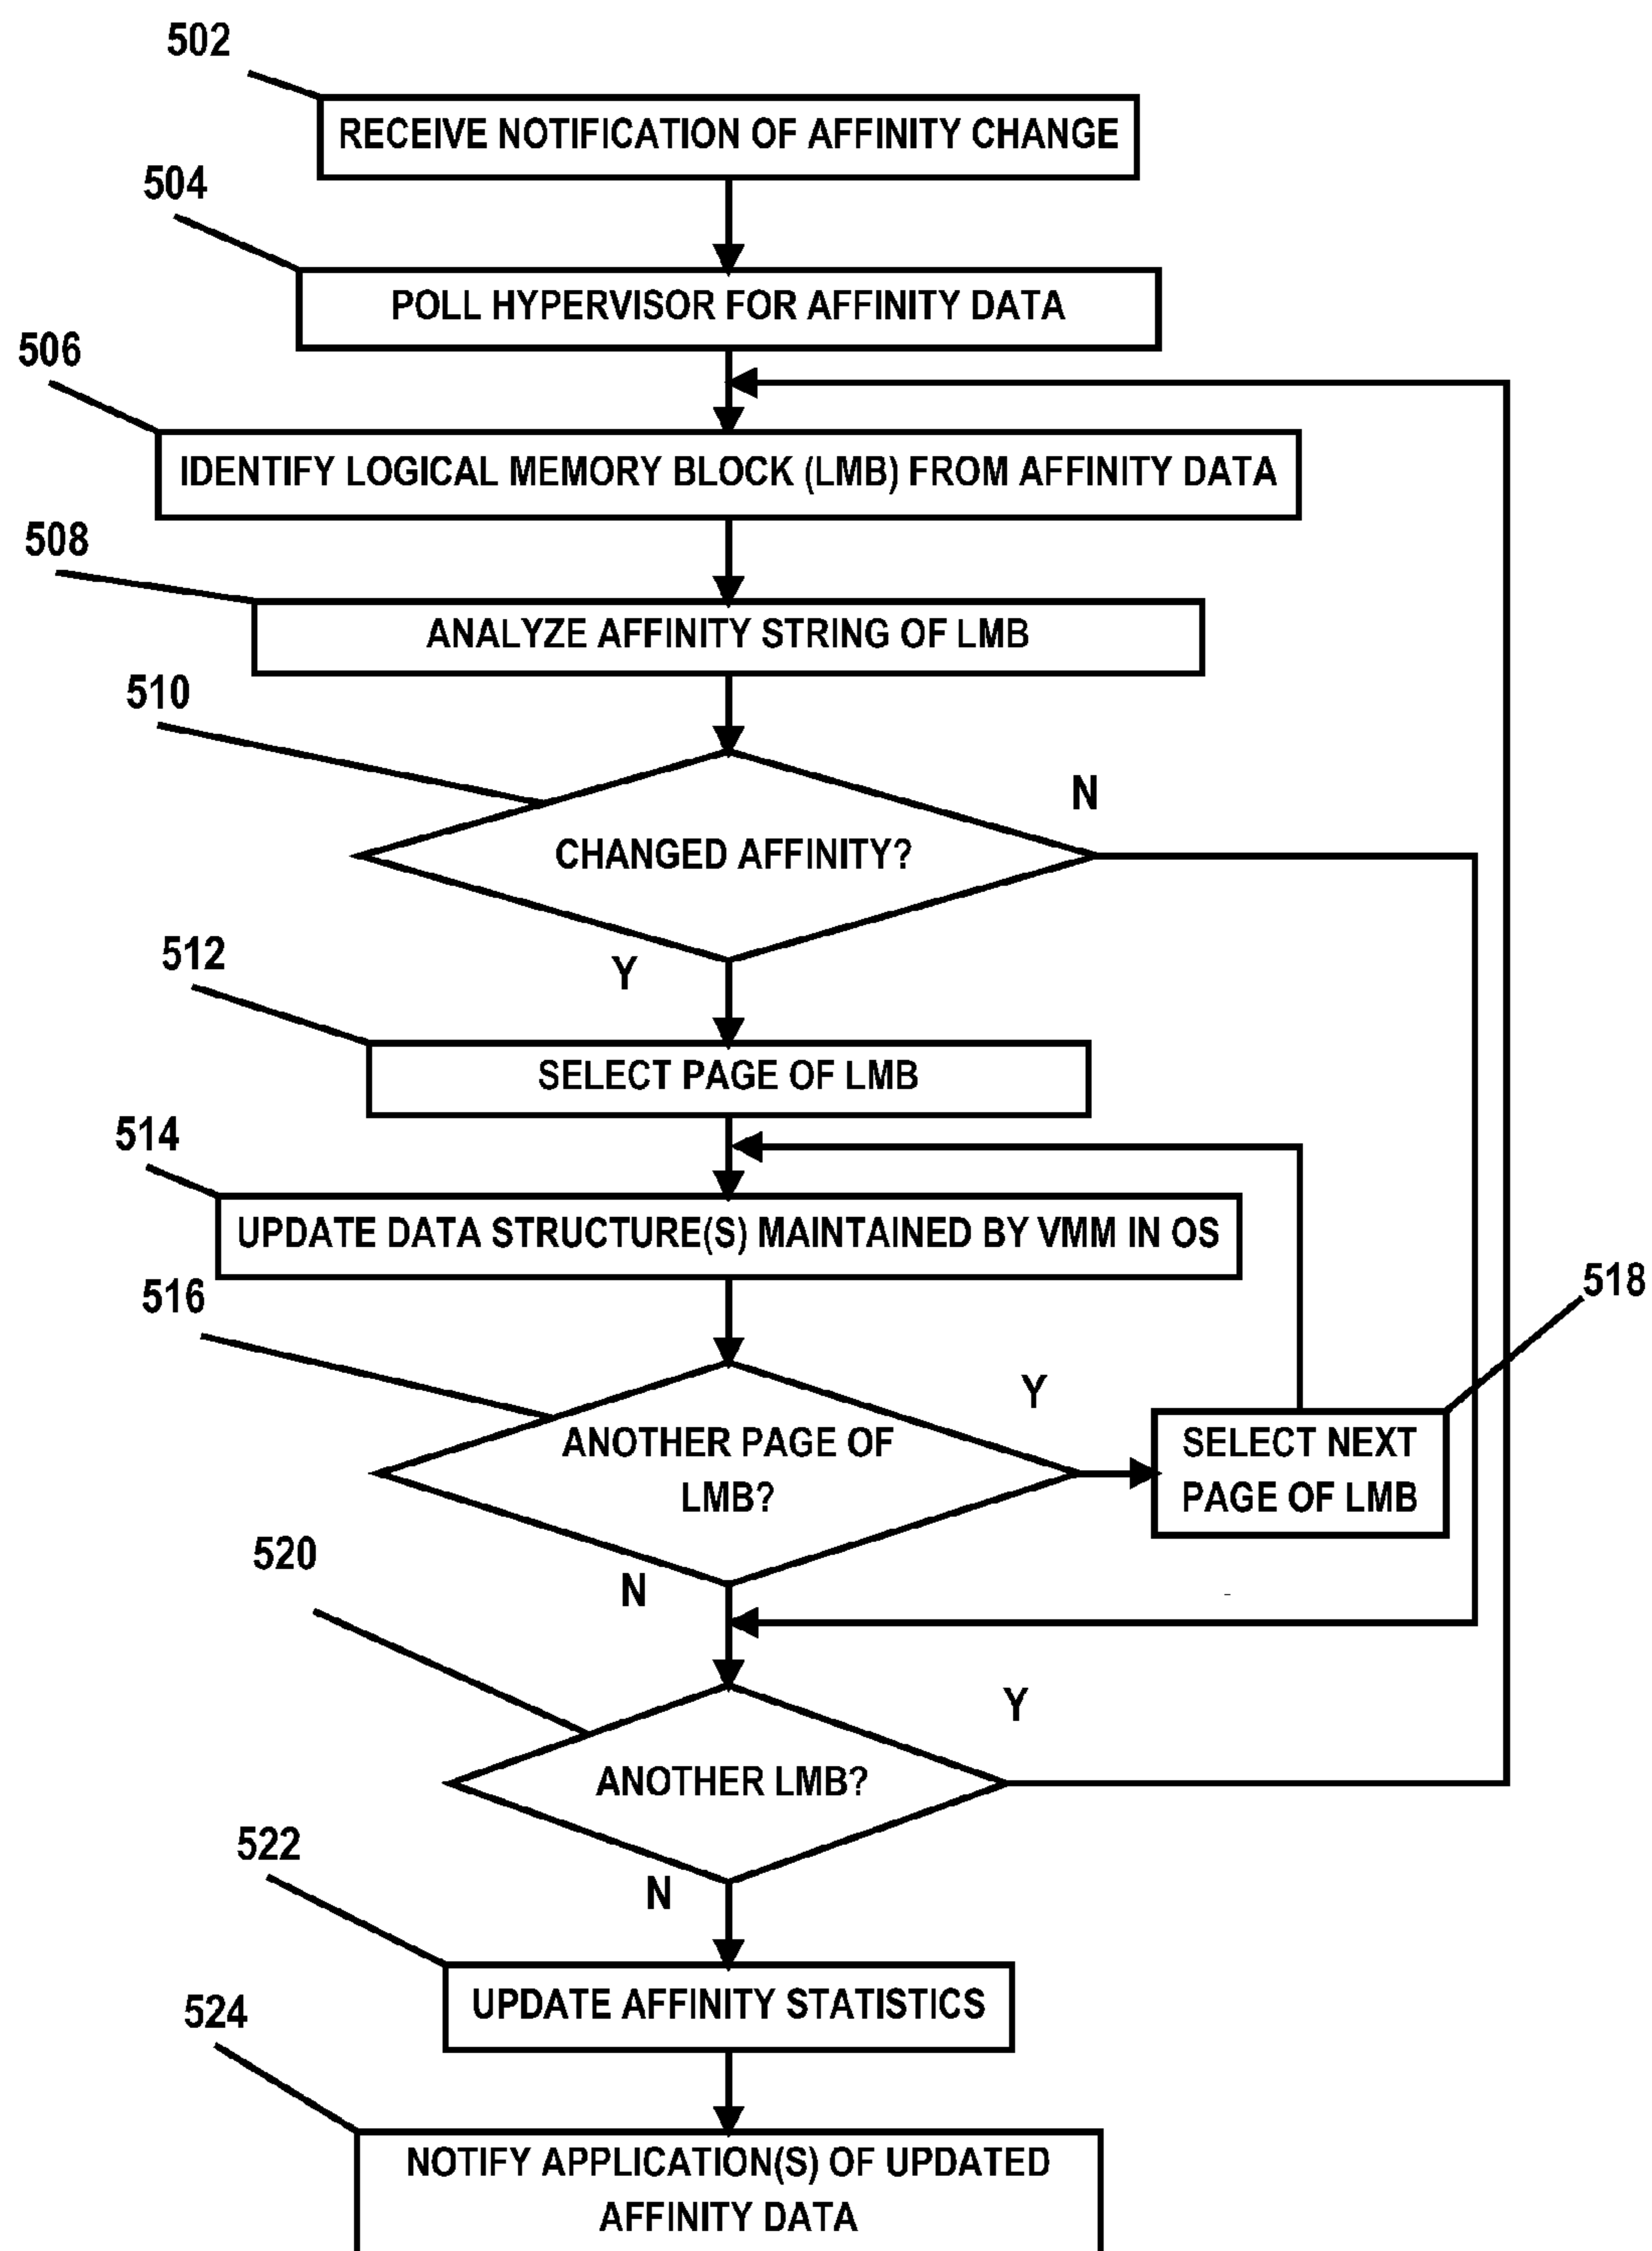 502
RECEIVE NOTIFICATION OF AFFINITY CHANGE
504
POLL HYPERVISOR FOR AFFINITY DATA
506
IDENTIFY LOGICAL MEMORY BLOCK (LMB) FROM AFFINITY DATA
508
ANALYZE AFFINITY STRING OF LMB
510
N
CHANGED AFFINITY?
Y
512
SELECT PAGE OF LMB
514
UPDATE DATA STRUCTURE(S) MAINTAINED BY VMM IN OS
516
518
Y
ANOTHER PAGE OF
LMB?
SELECT NEXT
PAGE OF LMB
N
520
Y
ANOTHER LMB?
522
N
UPDATE AFFINITY STATISTICS
524
NOTIFY APPLICATION(S) OF UPDATED
AFFINITY DATA